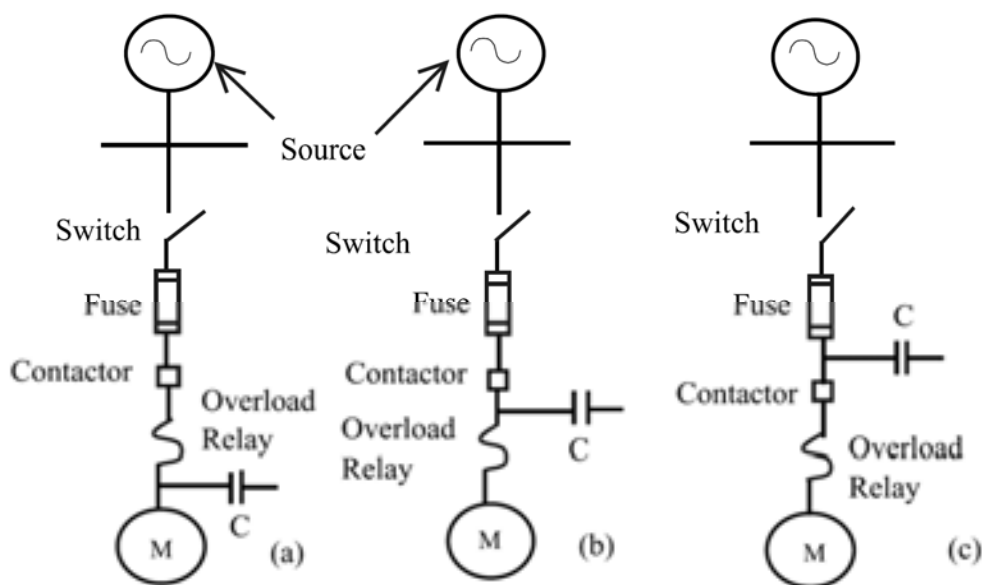 Source
Switch
Fuse
Contactor
Overload
Relay
C
M
(a)
Switch
Fuse
Contactor
Overload
Relay
C
M
(b)
Switch
Fuse
C
Contactor
Overload
Relay
M
(c)